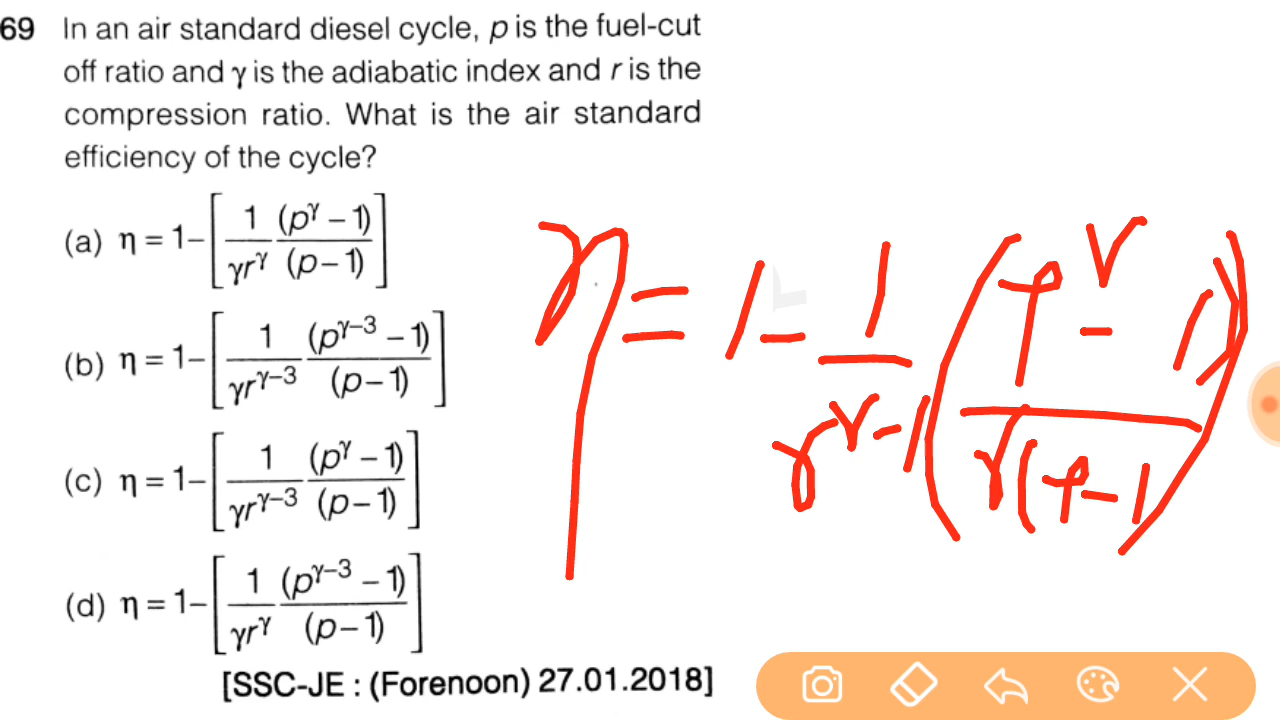 69 In an air standard diesel cycle, p is the fuel-cut
off ratio and γ is the adiabatic index and r is the
compression ratio. What is the air standard
efficiency of the cycle?
(a) η = 1–[1/γr^γ (p^γ – 1)/(p – 1)]
(b) η = 1–[1/γr^γ–3 (p^γ–3 – 1)/(p – 1)]
(c) η = 1–[1/γr^γ–3 (p^γ – 1)/(p – 1)]
(d) η = 1–[1/γr^γ (p^γ–3 – 1)/(p – 1)]
[SSC-JE : (Forenoon) 27.01.2018]
η = 1 – 1/r^γ–1 ((p^γ – 1)/γ(p – 1))